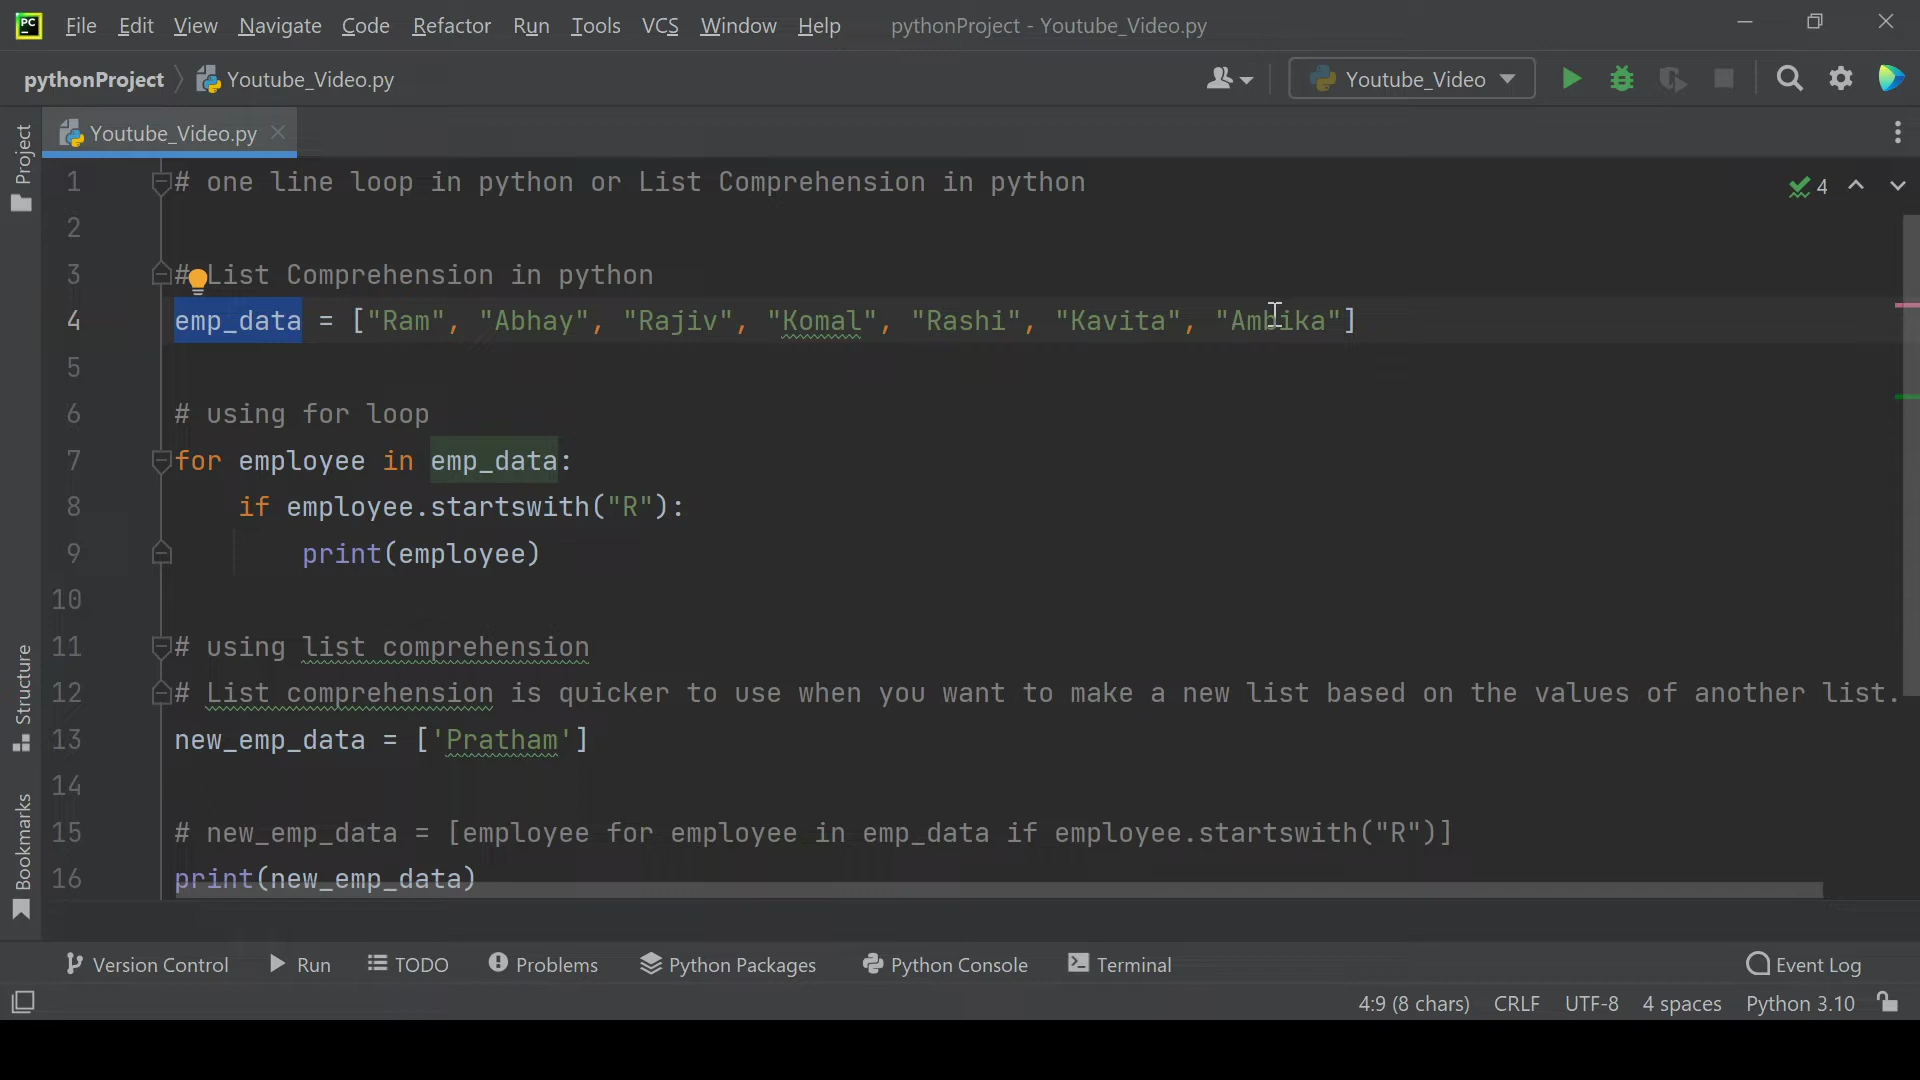 PC File Edit View Navigate Code Refactor Run Tools VCS Window Help pythonProject - Youtube_Video.py
pythonProject Youtube_Video.py Youtube_Video
Youtube_Video.py
Project
Structure
Bookmarks
4
1 # one line loop in python or List Comprehension in python
2
3 # List Comprehension in python
4 emp_data = ["Ram", "Abhay", "Rajiv", "Komal", "Rashi", "Kavita", "Ambika"]
5
6 # using for loop
7 for employee in emp_data:
8 if employee.startswith("R"):
9 print(employee)
10
11 # using list comprehension
12 # List comprehension is quicker to use when you want to make a new list based on the values of another list.
13 new_emp_data = ['Pratham']
14
15 # new_emp_data = [employee for employee in emp_data if employee.startswith("R")]
16 print(new_emp_data)
Version Control Run TODO Problems Python Packages Python Console Terminal Event Log
4:9 (8 chars) CRLF UTF-8 4 spaces Python 3.10